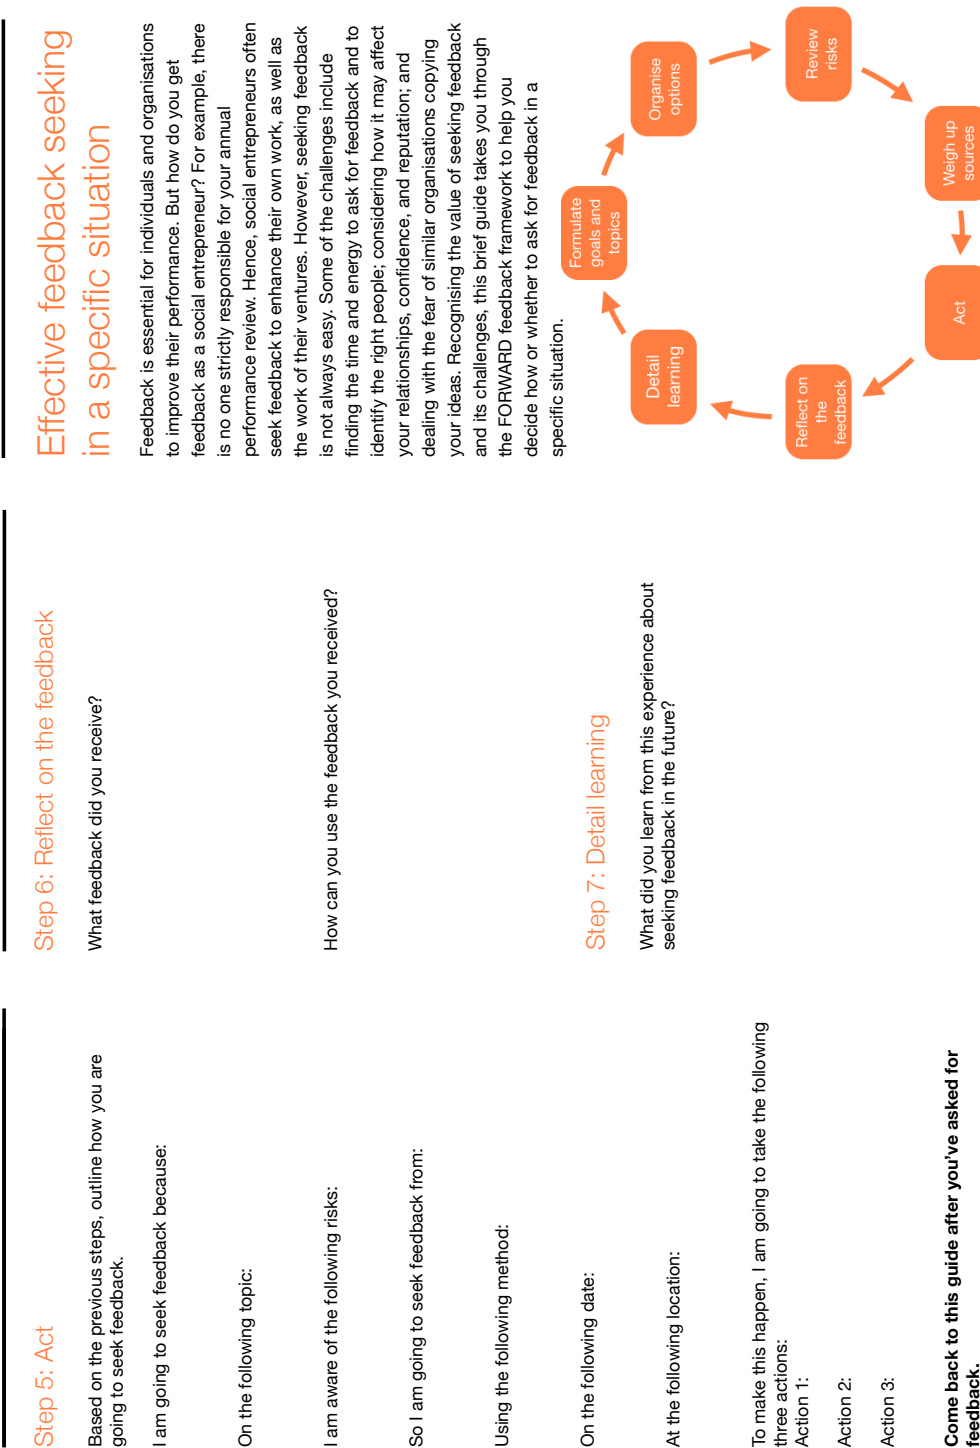 Step 5: Act
Based on the previous steps, outline how you are
going to seek feedback.
I am going to seek feedback because:
On the following topic:
I am aware of the following risks:
So I am going to seek feedback from:
Using the following method:
On the following date:
At the following location:
To make this happen, I am going to take the following
three actions:
Action 1:
Action 2:
Action 3:
Come back to this guide after you’ve asked for
feedback.
Step 6: Reflect on the feedback
What feedback did you receive?
How can you use the feedback you received?
Step 7: Detail learning
What did you learn from this experience about
seeking feedback in the future?
Effective feedback seeking
in a specific situation
Feedback is essential for individuals and organisations
to improve their performance. But how do you get
feedback as a social entrepreneur? For example, there
is no one strictly responsible for your annual
performance review. Hence, social entrepreneurs often
seek feedback to enhance their own work, as well as
the work of their ventures. However, seeking feedback
is not always easy. Some of the challenges include
finding the time and energy to ask for feedback and to
identify the right people; considering how it may affect
your relationships, confidence, and reputation; and
dealing with the fear of similar organisations copying
your ideas. Recognising the value of seeking feedback
and its challenges, this brief guide takes you through
the FORWARD feedback framework to help you
decide how or whether to ask for feedback in a
specific situation.
Formulate
goals and
topics
Organise
options
Review
risks
Weigh up
sources
Act
Reflect on
the
feedback
Detail
learning